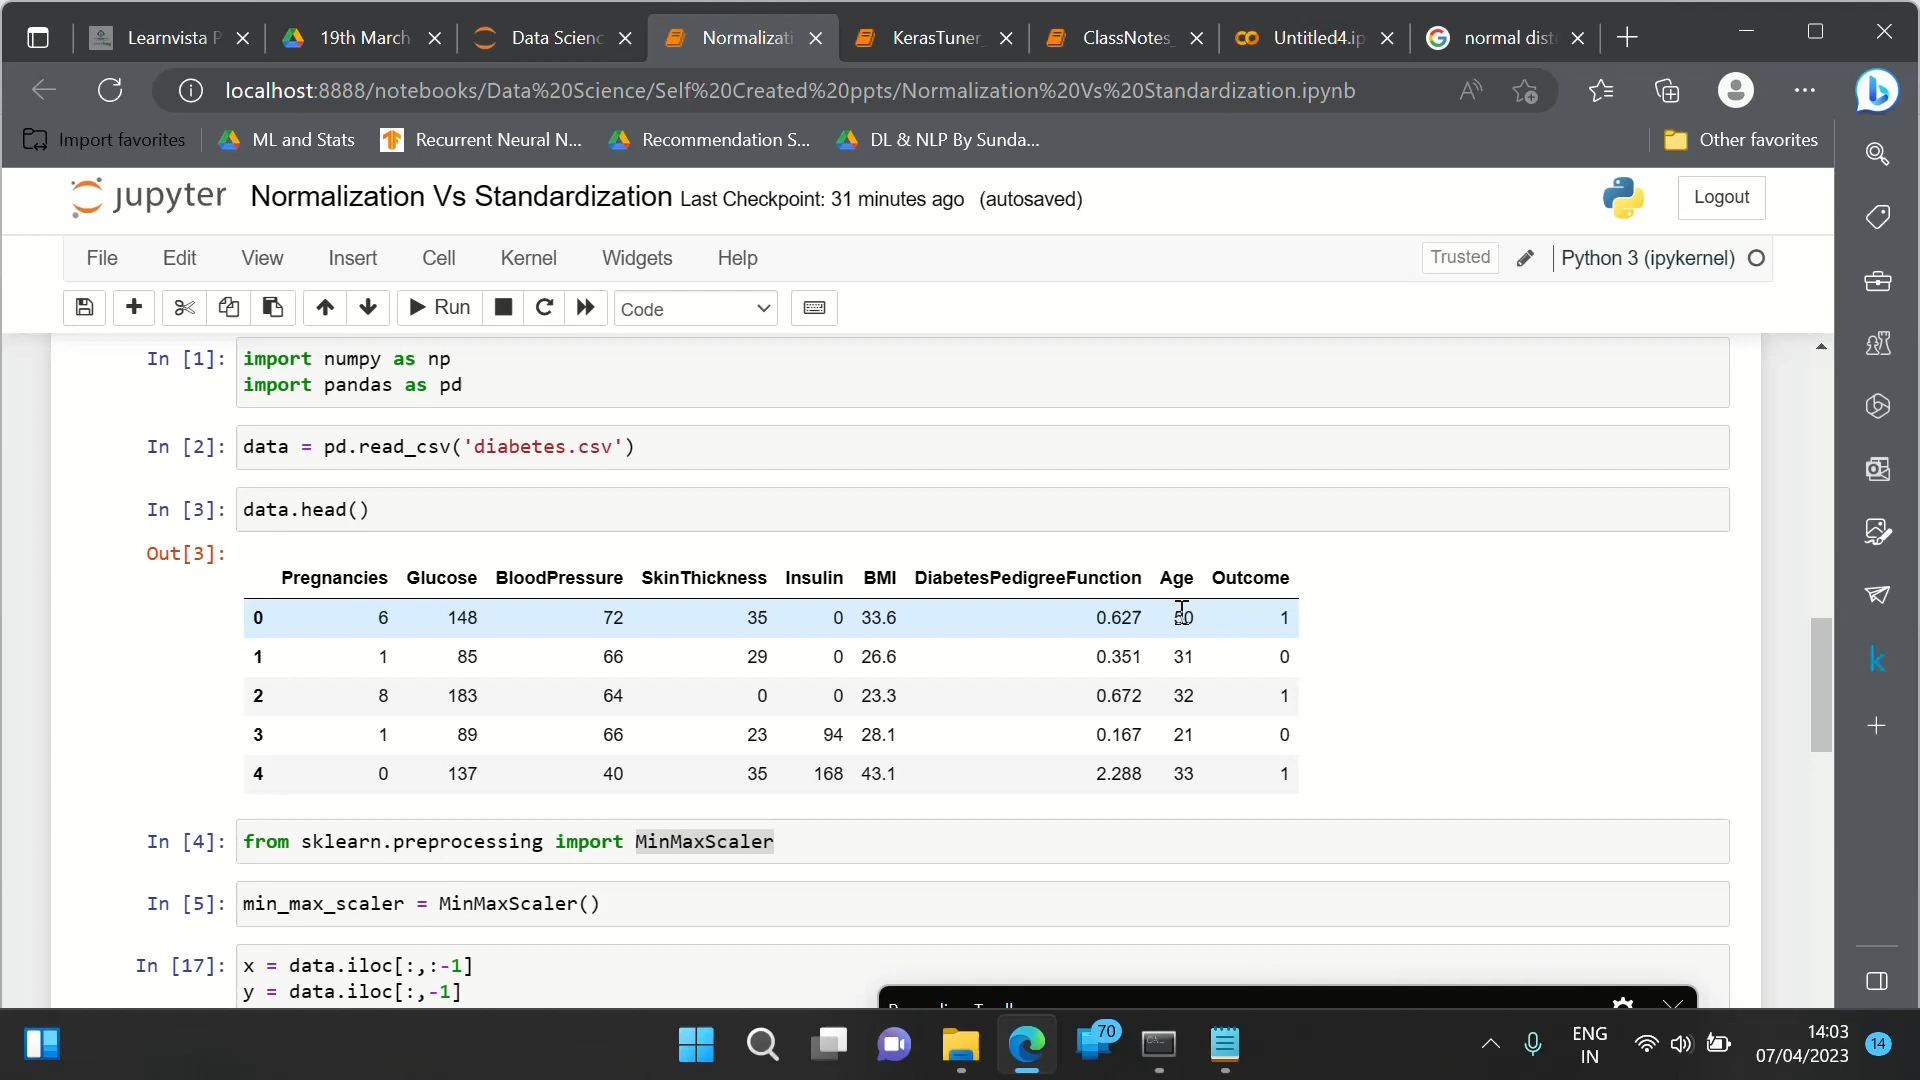 Learnvista P
19th March
Data Scienc
Normalizati
KerasTuner
ClassNotes
Untitled4.ip
normal dist
localhost:8888/notebooks/Data%20Science/Self%20Created%20ppts/Normalization%20Vs%20Standardization.ipynb
Import favorites
ML and Stats
Recurrent Neural N...
Recommendation S...
DL & NLP By Sunda...
Other favorites
jupyter Normalization Vs Standardization Last Checkpoint: 31 minutes ago (autosaved)
Logout
File Edit View Insert Cell Kernel Widgets Help
Trusted
Python 3 (ipykernel)
Run
Code
In [1]: import numpy as np
import pandas as pd
In [2]: data = pd.read_csv('diabetes.csv')
In [3]: data.head()
Out[3]:
Pregnancies Glucose BloodPressure SkinThickness Insulin BMI DiabetesPedigreeFunction Age Outcome
0 6 148 72 35 0 33.6 0.627 50 1
1 1 85 66 29 0 26.6 0.351 31 0
2 8 183 64 0 0 23.3 0.672 32 1
3 1 89 66 23 94 28.1 0.167 21 0
4 0 137 40 35 168 43.1 2.288 33 1
In [4]: from sklearn.preprocessing import MinMaxScaler
In [5]: min_max_scaler = MinMaxScaler()
In [17]: x = data.iloc[:,:-1]
y = data.iloc[:,-1]
70
ENG
IN
14:03
07/04/2023
14